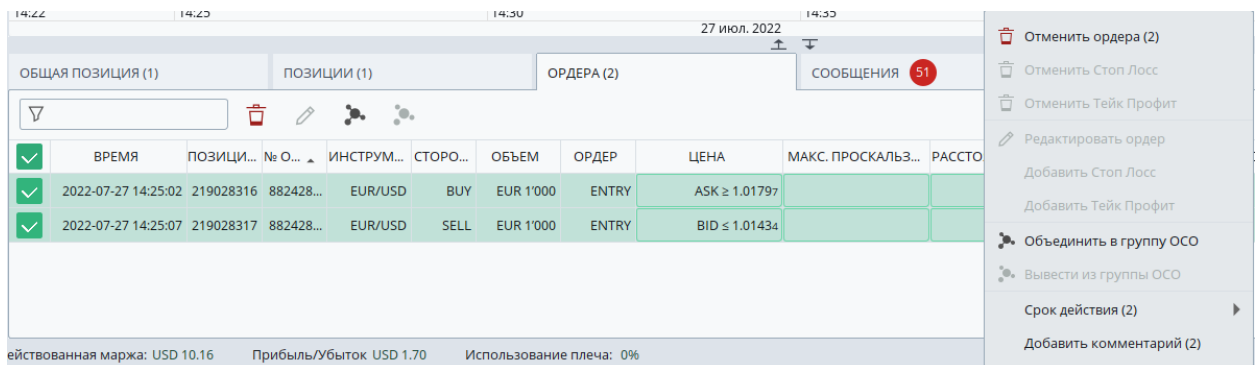 14:22 14:25 14:30 14:35
27 июл. 2022
ОБЩАЯ ПОЗИЦИЯ (1) ПОЗИЦИИ (1) ОРДЕРА (2) СООБЩЕНИЯ 51
ВРЕМЯ ПОЗИЦИ... № О... ИНСТРУМ... СТОРО... ОБЪЕМ ОРДЕР ЦЕНА МАКС. ПРОСКАЛЬЗ... РАССТО
2022-07-27 14:25:02 219028316 882428... EUR/USD BUY EUR 1'000 ENTRY ASK ≥ 1.01797
2022-07-27 14:25:07 219028317 882428... EUR/USD SELL EUR 1'000 ENTRY BID ≤ 1.01434
ействованная маржа: USD 10.16 Прибыль/Убыток USD 1.70 Использование плеча: 0%
Отменить ордера (2)
Отменить Стоп Лосс
Отменить Тейк Профит
Редактировать ордер
Добавить Стоп Лосс
Добавить Тейк Профит
Объединить в группу ОСО
Вывести из группы ОСО
Срок действия (2)
Добавить комментарий (2)